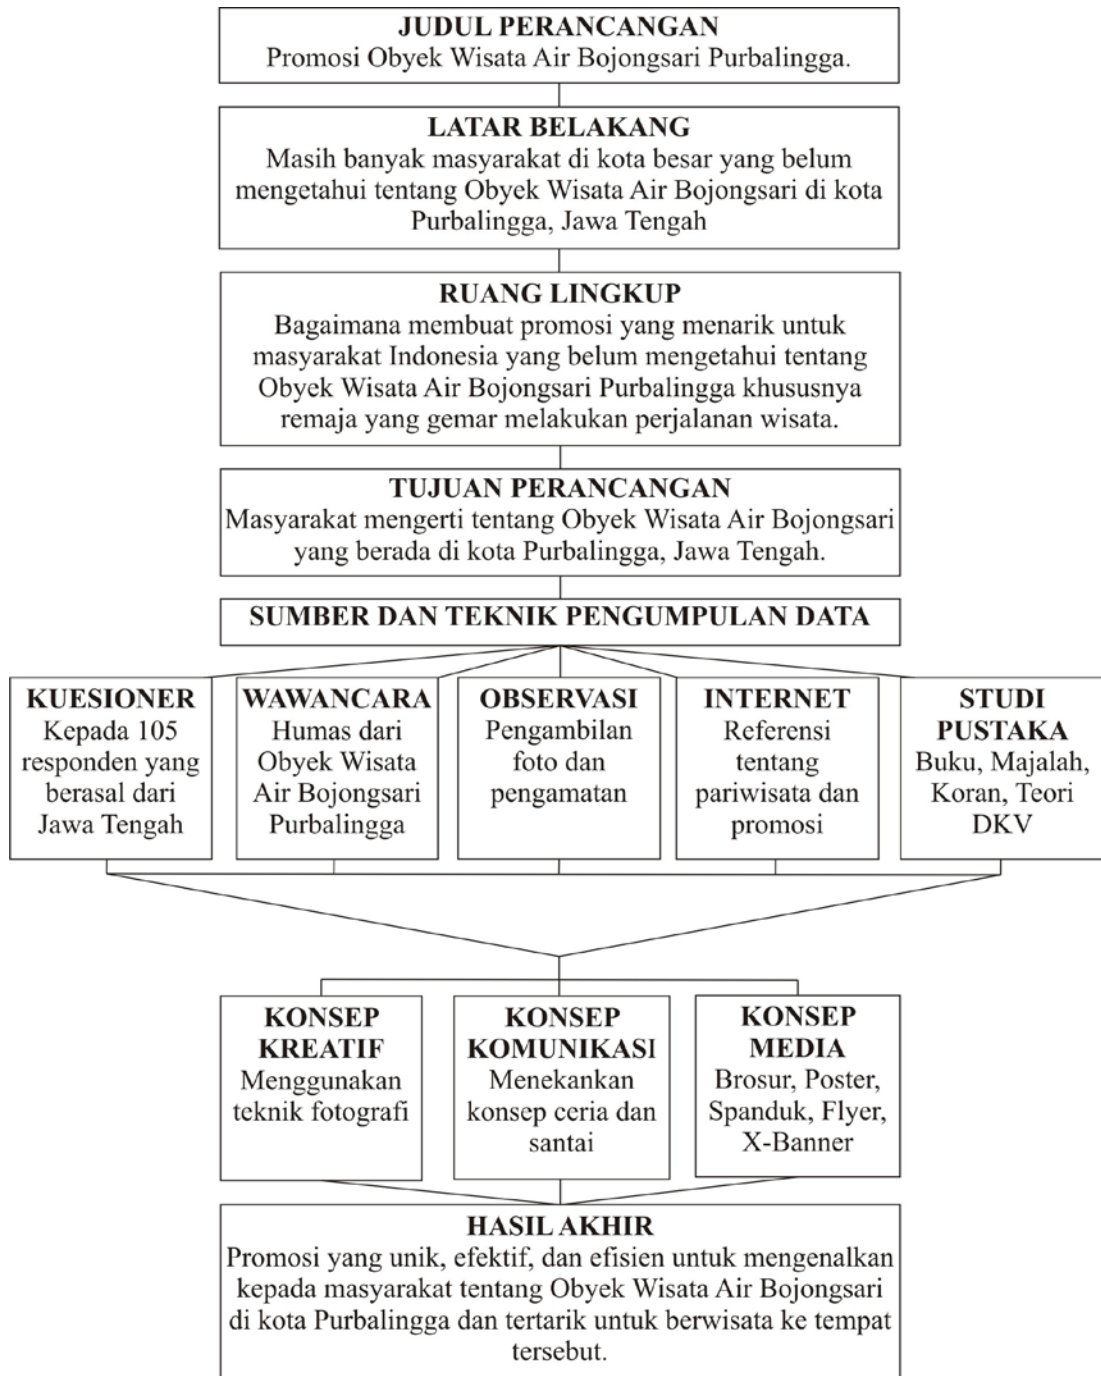 JUDUL PERANCANGAN
Promosi Obyek Wisata Air Bojongsari Purbalingga.
LATAR BELAKANG
Masih banyak masyarakat di kota besar yang belum
mengetahui tentang Obyek Wisata Air Bojongsari di kota
Purbalingga, Jawa Tengah
RUANG LINGKUP
Bagaimana membuat promosi yang menarik untuk
masyarakat Indonesia yang belum mengetahui tentang
Obyek Wisata Air Bojongsari Purbalingga khususnya
remaja yang gemar melakukan perjalanan wisata.
TUJUAN PERANCANGAN
Masyarakat mengerti tentang Obyek Wisata Air Bojongsari
yang berada di kota Purbalingga, Jawa Tengah.
SUMBER DAN TEKNIK PENGUMPULAN DATA
KUESIONER
Kepada 105
responden yang
berasal dari
Jawa Tengah
WAWANCARA
Humas dari
Obyek Wisata
Air Bojongsari
Purbalingga
OBSERVASI
Pengambilan
foto dan
pengamatan
INTERNET
Referensi
tentang
pariwisata dan
promosi
STUDI
PUSTAKA
Buku, Majalah,
Koran, Teori
DKV
KONSEP
KREATIF
Menggunakan
teknik fotografi
KONSEP
KOMUNIKASI
Menekankan
konsep ceria dan
santai
KONSEP
MEDIA
Brosur, Poster,
Spanduk, Flyer,
X-Banner
HASIL AKHIR
Promosi yang unik, efektif, dan efisien untuk mengenalkan
kepada masyarakat tentang Obyek Wisata Air Bojongsari
di kota Purbalingga dan tertarik untuk berwisata ke tempat
tersebut.